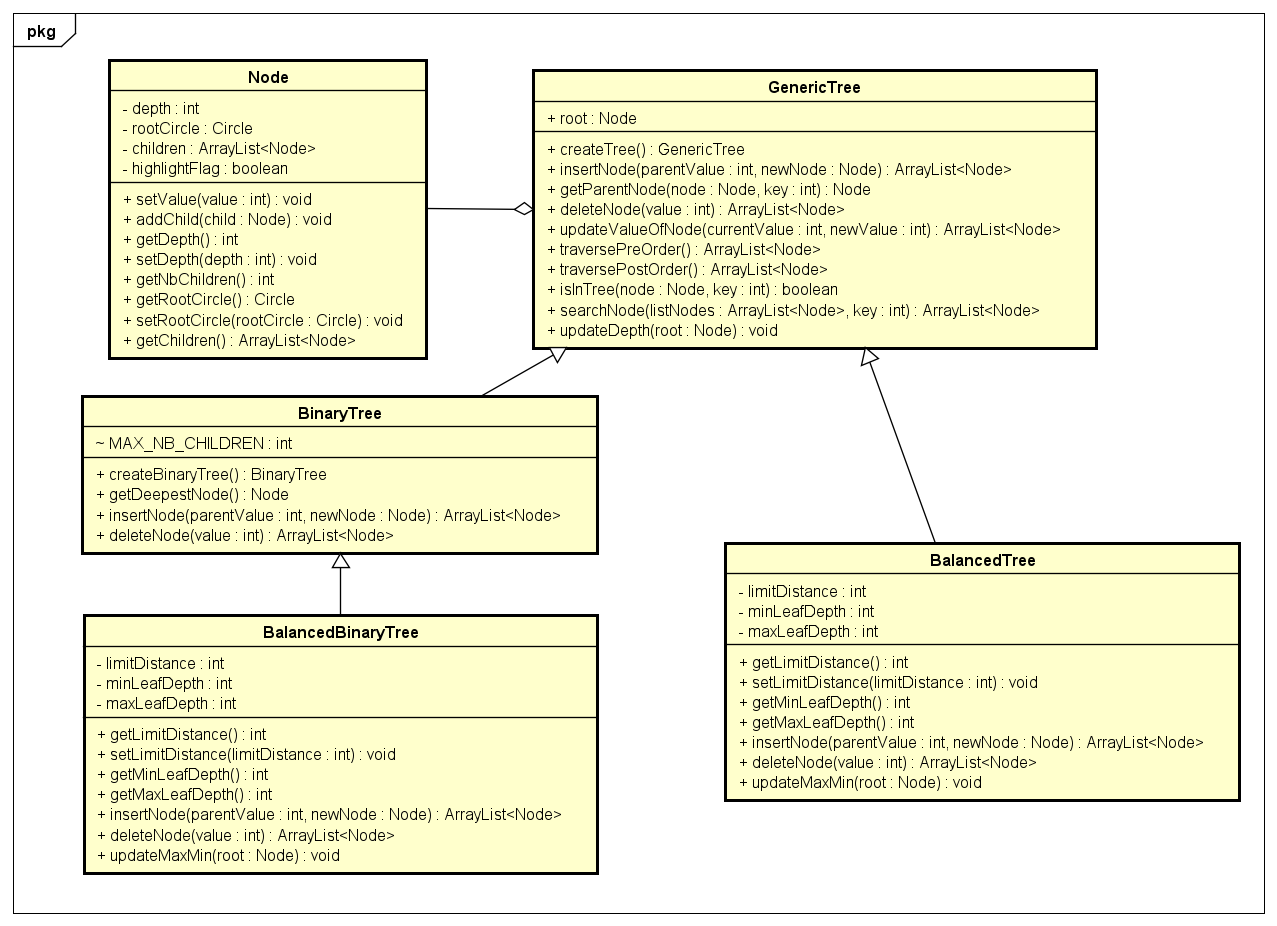 pkg
Node
- depth : int
- rootCircle : Circle
- children : ArrayList<Node>
- highlightFlag : boolean
+ setValue(value : int) : void
+ addChild(child : Node) : void
+ getDepth() : int
+ setDepth(depth : int) : void
+ getNbChildren() : int
+ getRootCircle() : Circle
+ setRootCircle(rootCircle : Circle) : void
+ getChildren() : ArrayList<Node>
GenericTree
+ root : Node
+ createTree() : GenericTree
+ insertNode(parentValue : int, newNode : Node) : ArrayList<Node>
+ getParentNode(node : Node, key : int) : Node
+ deleteNode(value : int) : ArrayList<Node>
+ updateValueOfNode(currentValue : int, newValue : int) : ArrayList<Node>
+ traversePreOrder() : ArrayList<Node>
+ traversePostOrder() : ArrayList<Node>
+ isInTree(node : Node, key : int) : boolean
+ searchNode(listNodes : ArrayList<Node>, key : int) : ArrayList<Node>
+ updateDepth(root : Node) : void
BinaryTree
~ MAX_NB_CHILDREN : int
+ createBinaryTree() : BinaryTree
+ getDeepestNode() : Node
+ insertNode(parentValue : int, newNode : Node) : ArrayList<Node>
+ deleteNode(value : int) : ArrayList<Node>
BalancedTree
- limitDistance : int
- minLeafDepth : int
- maxLeafDepth : int
+ getLimitDistance() : int
+ setLimitDistance(limitDistance : int) : void
+ getMinLeafDepth() : int
+ getMaxLeafDepth() : int
+ insertNode(parentValue : int, newNode : Node) : ArrayList<Node>
+ deleteNode(value : int) : ArrayList<Node>
+ updateMaxMin(root : Node) : void
BalancedBinaryTree
- limitDistance : int
- minLeafDepth : int
- maxLeafDepth : int
+ getLimitDistance() : int
+ setLimitDistance(limitDistance : int) : void
+ getMinLeafDepth() : int
+ getMaxLeafDepth() : int
+ insertNode(parentValue : int, newNode : Node) : ArrayList<Node>
+ deleteNode(value : int) : ArrayList<Node>
+ updateMaxMin(root : Node) : void